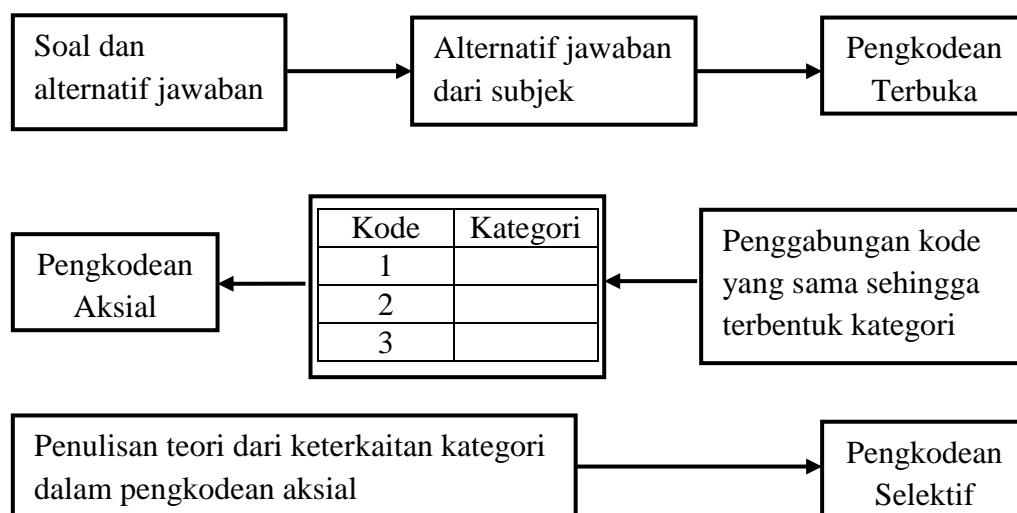 Soal dan
alternatif jawaban
Alternatif jawaban
dari subjek
Pengkodean
Terbuka
Pengkodean
Aksial
Kode Kategori
1
2
3
Penggabungan kode
yang sama sehingga
terbentuk kategori
Penulisan teori dari keterkaitan kategori
dalam pengkodean aksial
Pengkodean
Selektif